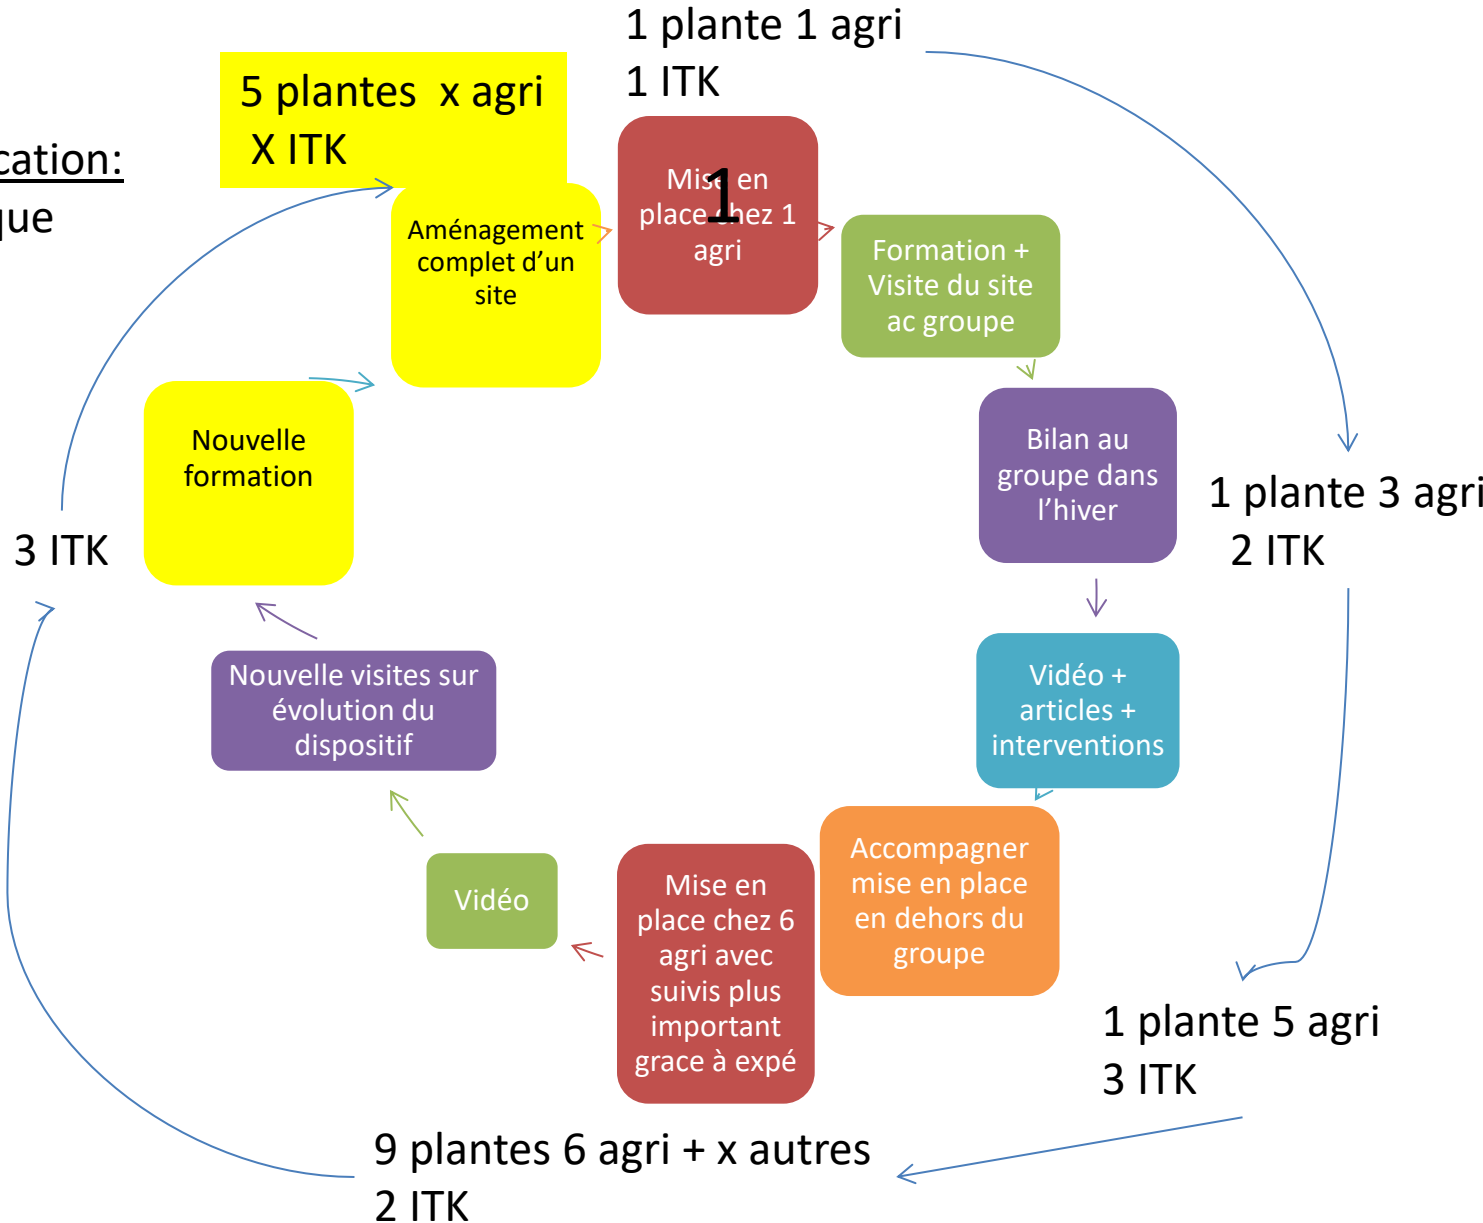 1 plante 1 agri
1 ITK
5 plantes x agri
X ITK
cation:
que
Mise en
place chez 1
agri
1
Aménagement
complet d’un
site
Formation +
Visite du site
ac groupe
Bilan au
groupe dans
l’hiver
1 plante 3 agri
2 ITK
Nouvelle
formation
3 ITK
Vidéo +
articles +
interventions
Nouvelle visites sur
évolution du
dispositif
Accompagner
mise en place
en dehors du
groupe
Mise en
place chez 6
agri avec
suivis plus
important
grace à expé
Vidéo
1 plante 5 agri
3 ITK
9 plantes 6 agri + x autres
2 ITK